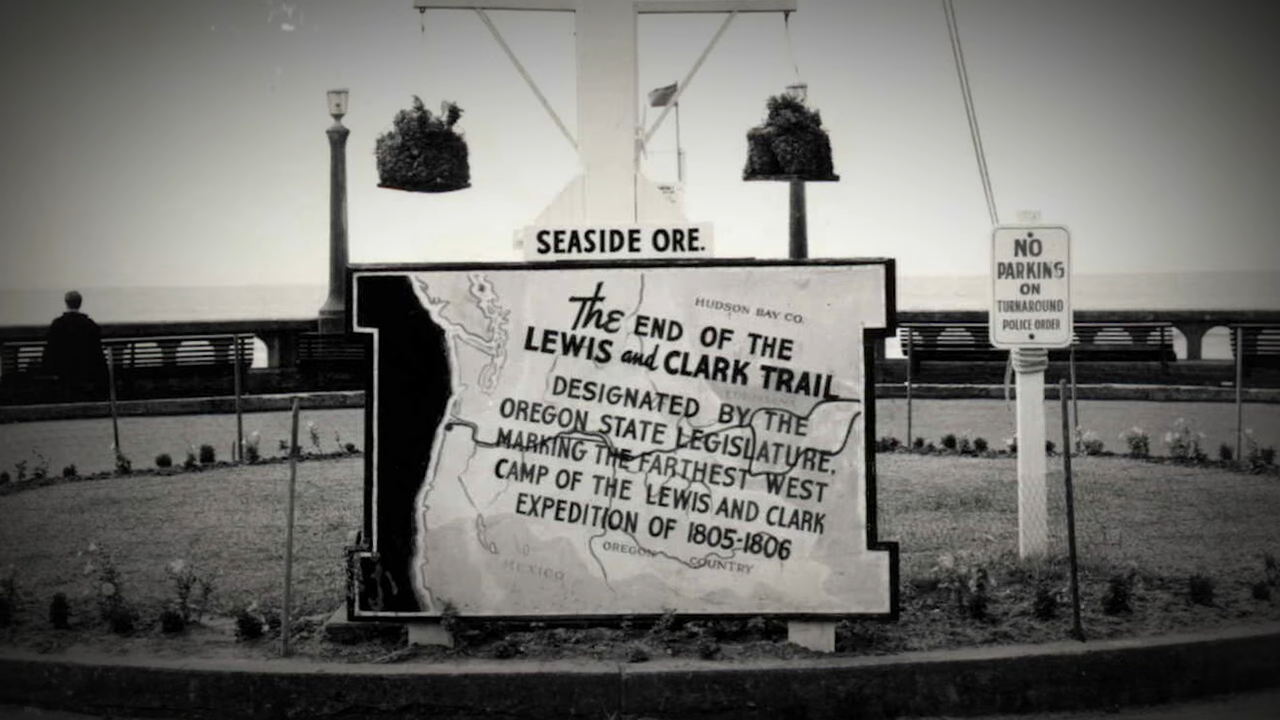 SEASIDE ORE.
HUDSON BAY CO.
The END OF THE
LEWIS and CLARK TRAIL
DESIGNATED BY THE
OREGON STATE LEGISLATURE,
MARKING THE FARTHEST WEST
CAMP OF THE LEWIS AND CLARK
EXPEDITION OF 1805-1806
OREGON COUNTRY
MEXICO
NO
PARKING
ON
TURNAROUND
POLICE ORDER